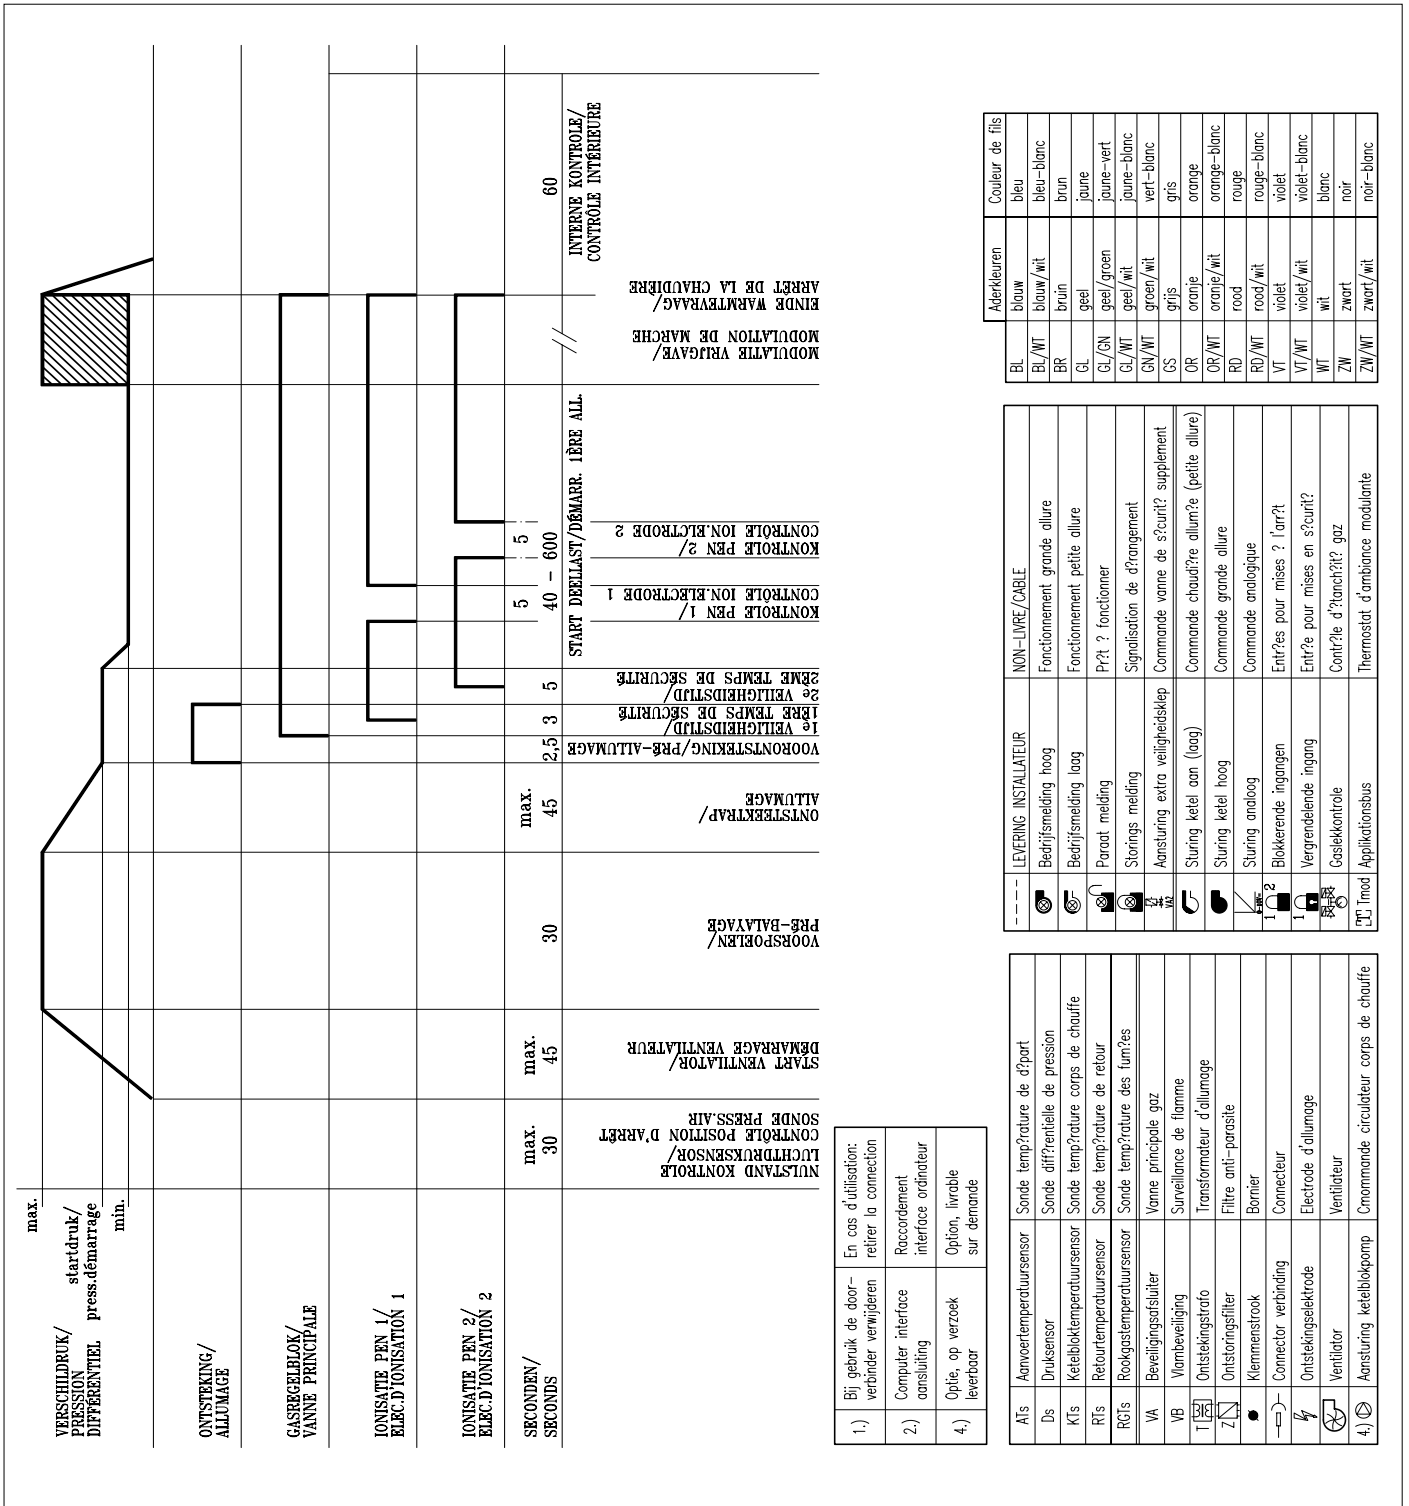 max.
startdruk/
press.démarrage
min.
VERSCHILDRUK/
PRESSION
DIFFÉRENTIEL
ONTSTEKING/
ALLUMAGE
GASREGELBLOK/
VANNE PRINCIPALE
IONISATIE PEN 1/
ELEC.D'IONISATION 1
IONISATIE PEN 2/
ELEC.D'IONISATION 2
SECONDEN/
SECONDS
max.
30
max.
45
30
max.
45
2,5
3
5
5
40 - 600
5
60
START DEELLAST/DÉMARR. 1ÈRE ALL.
INTERNE KONTROLE/
CONTRÔLE INTÉRIEURE
NULSTAND KONTROLE
LUCHTDRUKSENSOR/
CONTRÔLE POSITION D'ARRÊT
SONDE PRESS.AIR
START VENTILATOR/
DÉMARRAGE VENTILATEUR
VOORSPOELEN/
PRÉ-BALAYAGE
ONTSTEEKTRAP/
ALLUMAGE
VOORONTSTEKING/PRÉ-ALLUMAGE
1e VEILIGHEIDSTIJD/
1ÈRE TEMPS DE SÉCURITÉ
2e VEILIGHEIDSTIJD/
2ÈME TEMPS DE SÉCURITÉ
KONTROLE PEN 1/
CONTRÔLE ION.ELECTRODE 1
KONTROLE PEN 2/
CONTRÔLE ION.ELCTRODE 2
MODULATIE VRIJGAVE/
MODULATION DE MARCHE
EINDE WARMTEVRAAG/
ARRÊT DE LA CHAUDIÈRE
1.) Bij gebruik de door- En cas d'utilisation:
verbinder verwijderen retirer la connection
2.) Computer interface Raccordement
aansluiting interface ordinateur
4.) Optie, op verzoek Option, livrable
leverbaar sur demande
ATs Aanvoertemperatuursensor Sonde temp?rature de d?part
Ds Druksensor Sonde diff?rentielle de pression
KTs Ketelbloktemperatuursensor Sonde temp?rature corps de chauffe
RTs Retourtemperatuursensor Sonde temp?rature de retour
RGTs Rookgastemperatuursensor Sonde temp?rature des fum?es
VA Beveiligingsafsluiter Vanne principale gaz
VB Vlambeveiliging Surveillance de flamme
T Ontstekingstrafo Transformateur d'allumage
Z Ontstoringsfilter Filtre anti-parasite
Klemmenstrook Bornier
Connector verbinding Connecteur
Ontstekingselektrode Electrode d'allumage
Ventilator Ventilateur
4.) Aansturing ketelblokpomp Cmommande circulateur corps de chauffe
LEVERING INSTALLATEUR NON-LIVRE/CABLE
Bedrijfsmelding hoog Fonctionnement grande allure
Bedrijfsmelding laag Fonctionnement petite allure
Paraat melding Pr?t ? fonctionner
Storings melding Signalisation de d?rangement
VA2 Aansturing extra veiligheidsklep Commande vanne de s?curit? supplement
Sturing ketel aan (laag) Commande chaudi?re allum?e (petite allure)
Sturing ketel hoog Commande grande allure
Sturing analoog Commande analogique
1 2 Blokkerende ingangen Entr?es pour mises ? l'arr?t
1 Vergrendelende ingang Entr?e pour mises en s?curit?
Gaslekkontrole Contr?le d'?tanch?it? gaz
Tmod Applikationsbus Thermostat d'ambiance modulante
Aderkleuren Couleur de fils
BL blauw bleu
BL/WT blauw/wit bleu-blanc
BR bruin brun
GL geel jaune
GL/GN geel/groen jaune-vert
GL/WT geel/wit jaune-blanc
GN/WT groen/wit vert-blanc
GS grijs gris
OR oranje orange
OR/WT oranje/wit orange-blanc
RD rood rouge
RD/WT rood/wit rouge-blanc
VT violet violet
VT/WT violet/wit violet-blanc
WT wit blanc
ZW zwart noir
ZW/WT zwart/wit noir-blanc